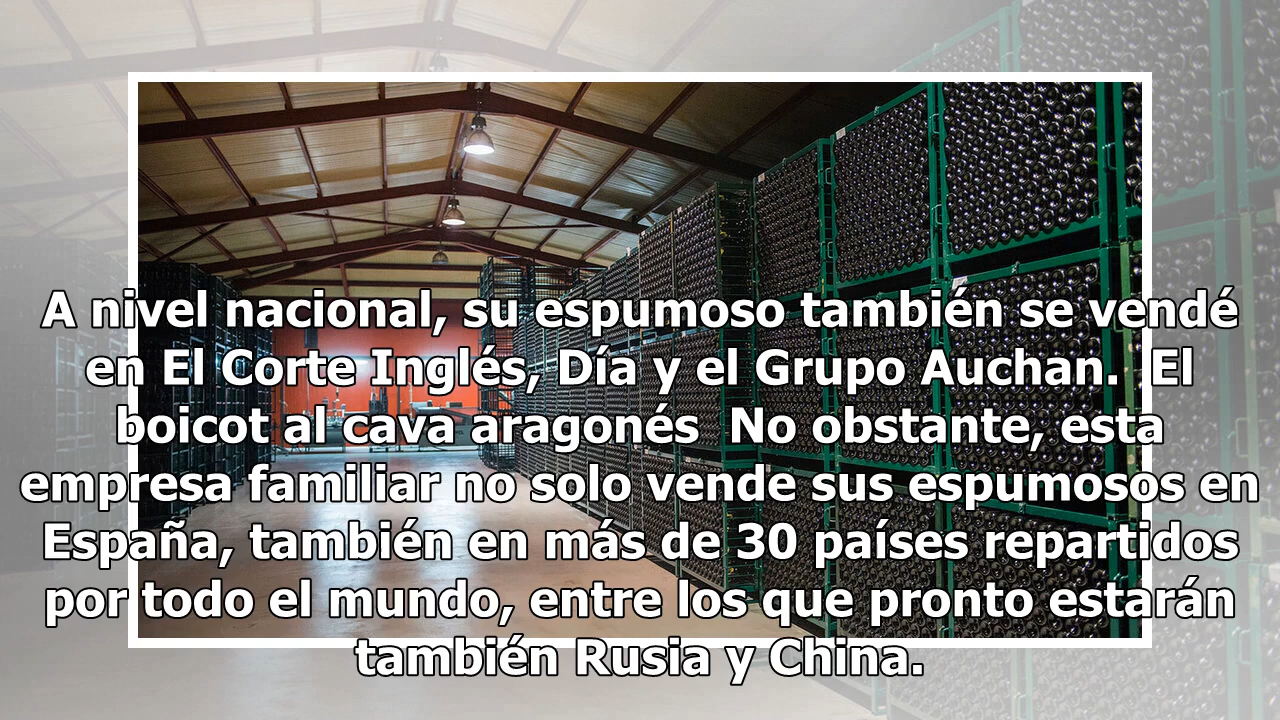 A nivel nacional, su espumoso también se vendé
en El Corte Inglés, Día y el Grupo Auchan.  El
boicot al cava aragonés  No obstante, esta
empresa familiar no solo vende sus espumosos en
España, también en más de 30 países repartidos
por todo el mundo, entre los que pronto estarán
también Rusia y China.